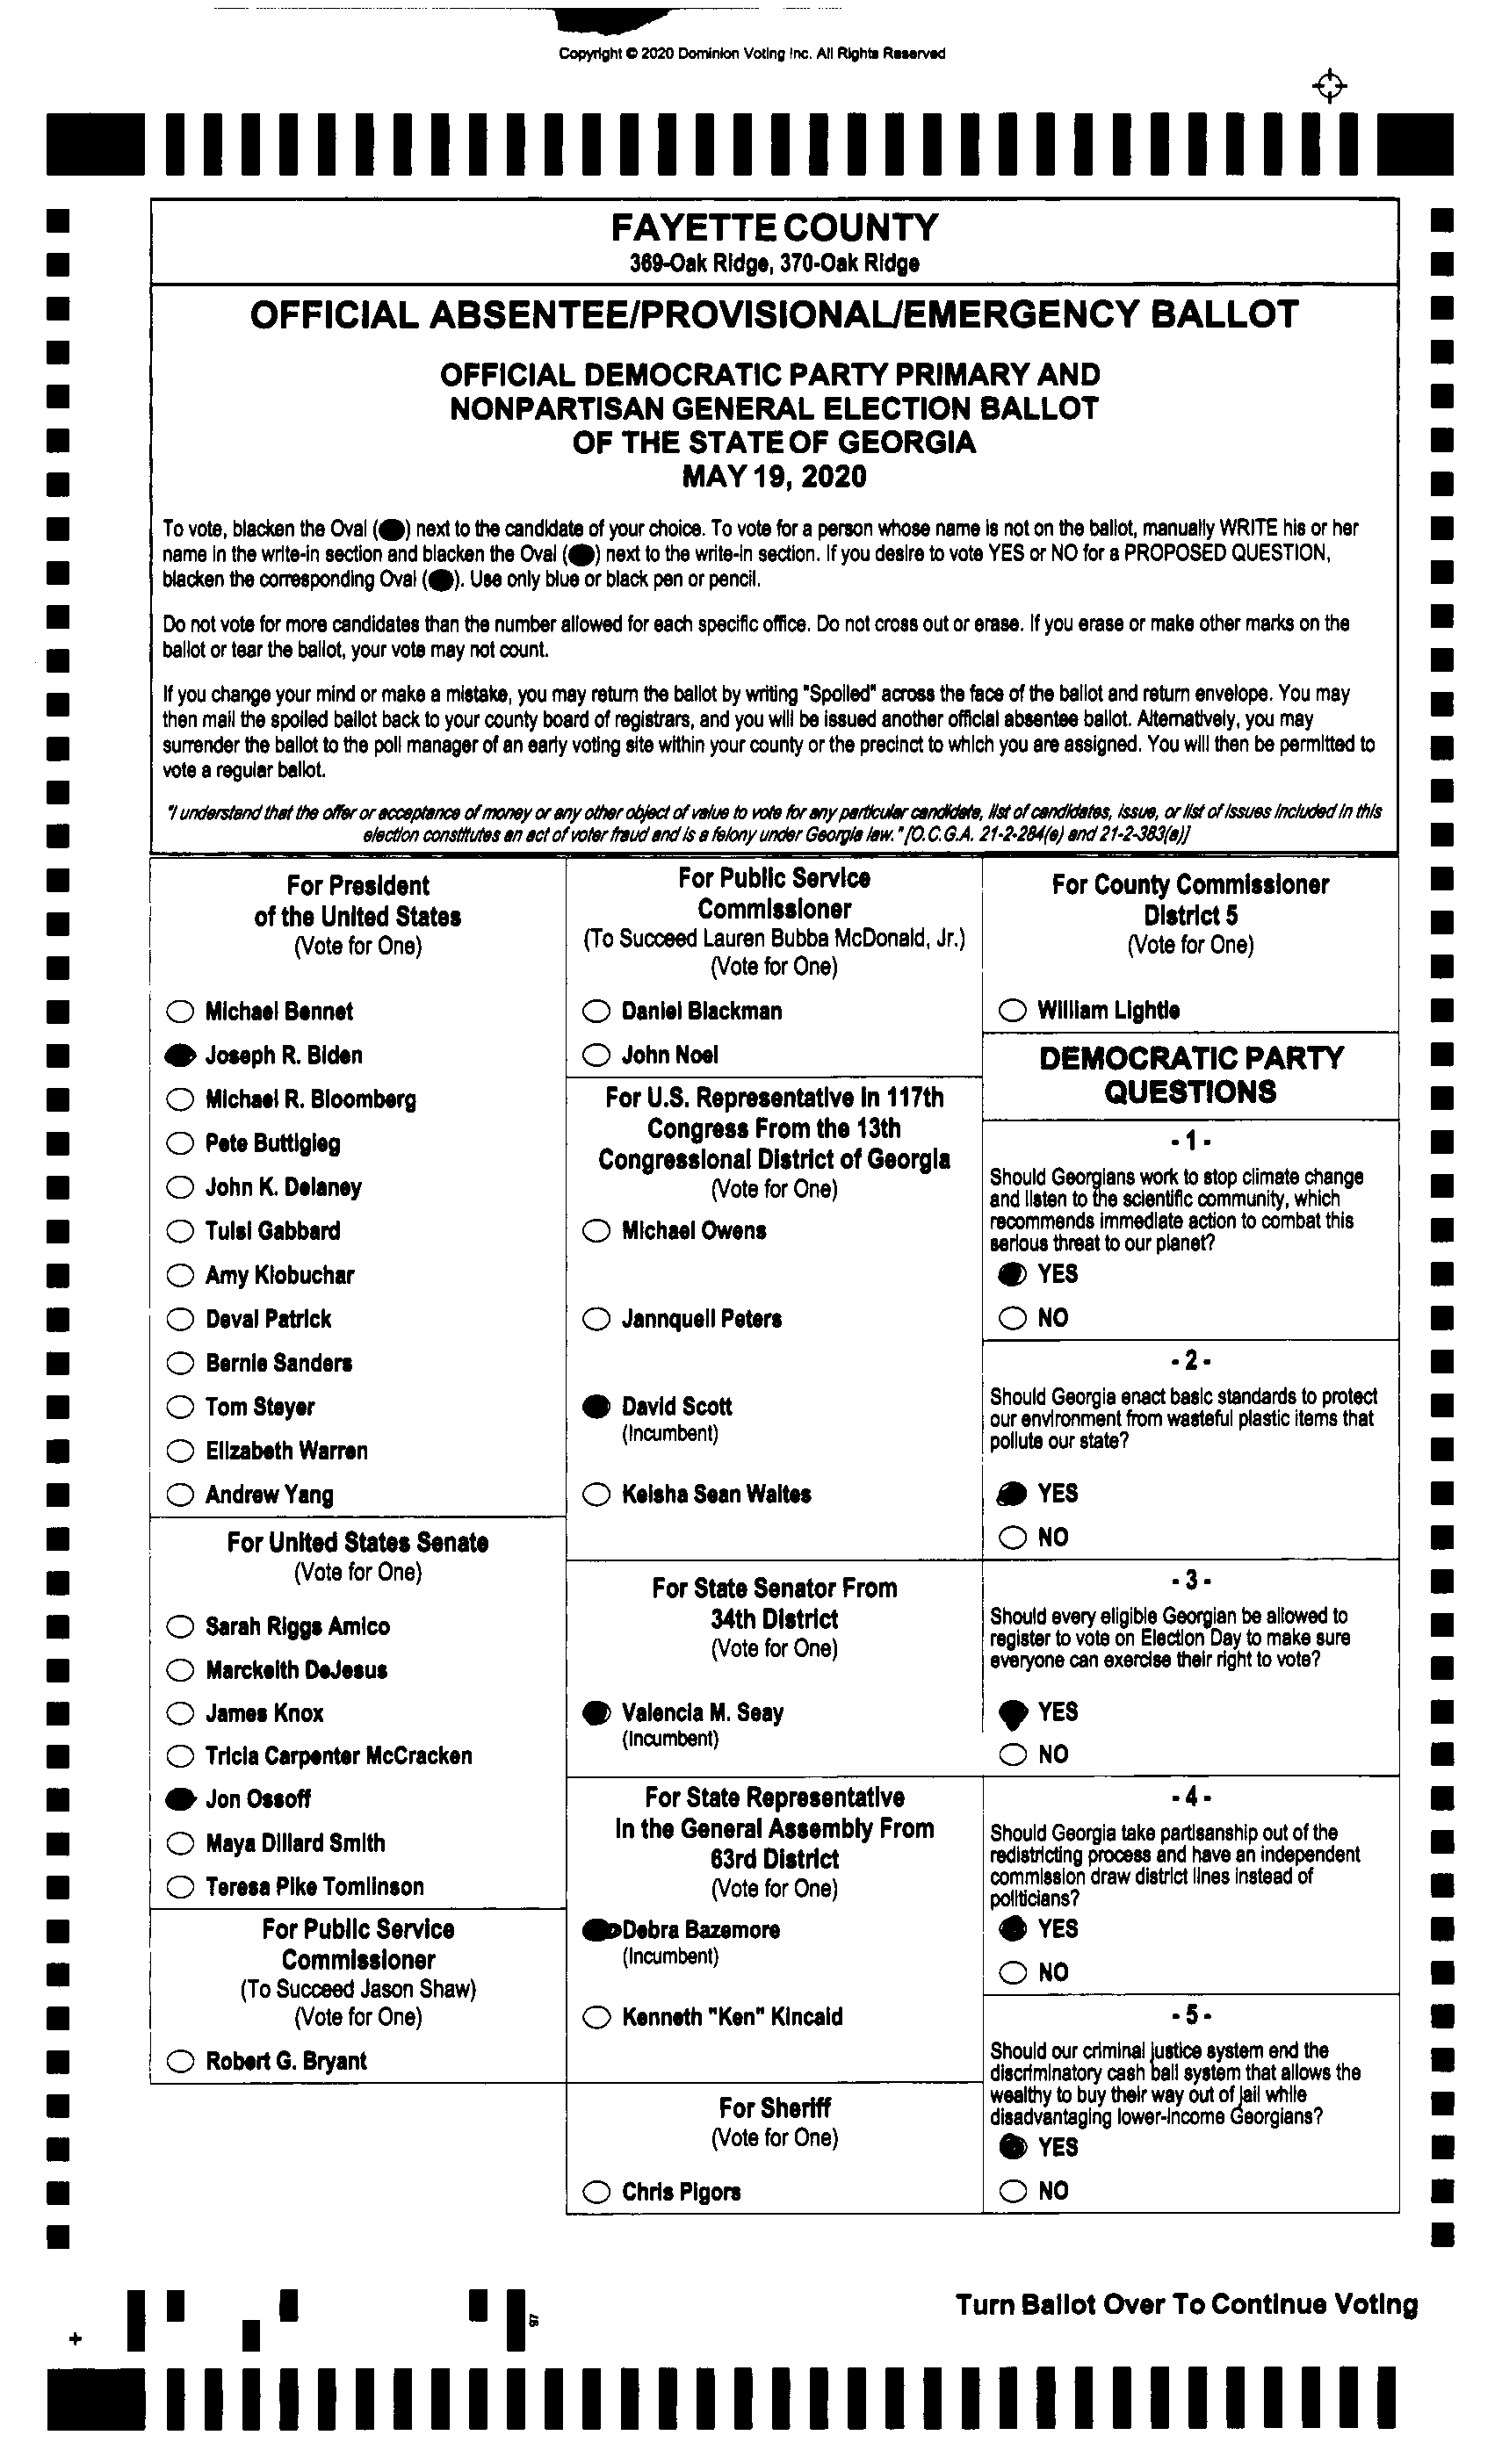 Copyright © 2020 Dominion Voting Inc. All Rights Reserved
FAYETTE COUNTY
369-Oak Ridge, 370-Oak Ridge
OFFICIAL ABSENTEE/PROVISIONAL/EMERGENCY BALLOT
OFFICIAL DEMOCRATIC PARTY PRIMARY AND
NONPARTISAN GENERAL ELECTION BALLOT
OF THE STATE OF GEORGIA
MAY 19, 2020
To vote, blacken the Oval (●) next to the candidate of your choice. To vote for a person whose name is not on the ballot, manually WRITE his or her
name in the write-in section and blacken the Oval (●) next to the write-in section. If you desire to vote YES or NO for a PROPOSED QUESTION,
blacken the corresponding Oval (●). Use only blue or black pen or pencil.
Do not vote for more candidates than the number allowed for each specific office. Do not cross out or erase. If you erase or make other marks on the
ballot or tear the ballot, your vote may not count.
If you change your mind or make a mistake, you may return the ballot by writing "Spoiled" across the face of the ballot and return envelope. You may
then mail the spoiled ballot back to your county board of registrars, and you will be issued another official absentee ballot. Alternatively, you may
surrender the ballot to the poll manager of an early voting site within your county or the precinct to which you are assigned. You will then be permitted to
vote a regular ballot.
"I understand that the offer or acceptance of money or any other object of value to vote for any particular candidate, list of candidates, issue, or list of issues included in this
election constitutes an act of voter fraud and is a felony under Georgia law." [O.C.G.A. 21-2-284(e) and 21-2-383(a)]
For President
of the United States
(Vote for One)
Michael Bennet
Joseph R. Biden
Michael R. Bloomberg
Pete Buttigieg
John K. Delaney
Tulsi Gabbard
Amy Klobuchar
Deval Patrick
Bernie Sanders
Tom Steyer
Elizabeth Warren
Andrew Yang
For United States Senate
(Vote for One)
Sarah Riggs Amico
Marckeith DeJesus
James Knox
Tricia Carpenter McCracken
Jon Ossoff
Maya Dillard Smith
Teresa Pike Tomlinson
For Public Service
Commissioner
(To Succeed Jason Shaw)
(Vote for One)
Robert G. Bryant
For Public Service
Commissioner
(To Succeed Lauren Bubba McDonald, Jr.)
(Vote for One)
Daniel Blackman
John Noel
For U.S. Representative in 117th
Congress From the 13th
Congressional District of Georgia
(Vote for One)
Michael Owens
Jannquell Peters
David Scott
(Incumbent)
Keisha Sean Waites
For State Senator From
34th District
(Vote for One)
Valencia M. Seay
(Incumbent)
For State Representative
in the General Assembly From
63rd District
(Vote for One)
Debra Bazemore
(Incumbent)
Kenneth "Ken" Kincaid
For Sheriff
(Vote for One)
Chris Pigors
For County Commissioner
District 5
(Vote for One)
William Lightle
DEMOCRATIC PARTY
QUESTIONS
- 1 -
Should Georgians work to stop climate change
and listen to the scientific community, which
recommends immediate action to combat this
serious threat to our planet?
YES
NO
- 2 -
Should Georgia enact basic standards to protect
our environment from wasteful plastic items that
pollute our state?
YES
NO
- 3 -
Should every eligible Georgian be allowed to
register to vote on Election Day to make sure
everyone can exercise their right to vote?
YES
NO
- 4 -
Should Georgia take partisanship out of the
redistricting process and have an independent
commission draw district lines instead of
politicians?
YES
NO
- 5 -
Should our criminal justice system end the
discriminatory cash bail system that allows the
wealthy to buy their way out of jail while
disadvantaging lower-income Georgians?
YES
NO
Turn Ballot Over To Continue Voting